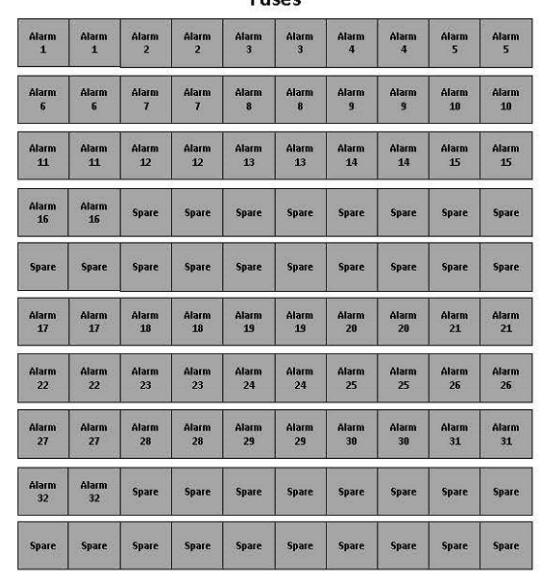 Fuses
Alarm Alarm Alarm Alarm Alarm Alarm Alarm Alarm Alarm Alarm
1 1 2 2 3 3 4 4 5 5
Alarm Alarm Alarm Alarm Alarm Alarm Alarm Alarm Alarm Alarm
6 6 7 7 8 8 9 9 10 10
Alarm Alarm Alarm Alarm Alarm Alarm Alarm Alarm Alarm Alarm
11 11 12 12 13 13 14 14 15 15
Alarm Alarm Spare Spare Spare Spare Spare Spare Spare Spare
16 16
Spare Spare Spare Spare Spare Spare Spare Spare Spare Spare
Alarm Alarm Alarm Alarm Alarm Alarm Alarm Alarm Alarm Alarm
17 17 18 18 19 19 20 20 21 21
Alarm Alarm Alarm Alarm Alarm Alarm Alarm Alarm Alarm Alarm
22 22 23 23 24 24 25 25 26 26
Alarm Alarm Alarm Alarm Alarm Alarm Alarm Alarm Alarm Alarm
27 27 28 28 29 29 30 30 31 31
Alarm Alarm Spare Spare Spare Spare Spare Spare Spare Spare
32 32
Spare Spare Spare Spare Spare Spare Spare Spare Spare Spare